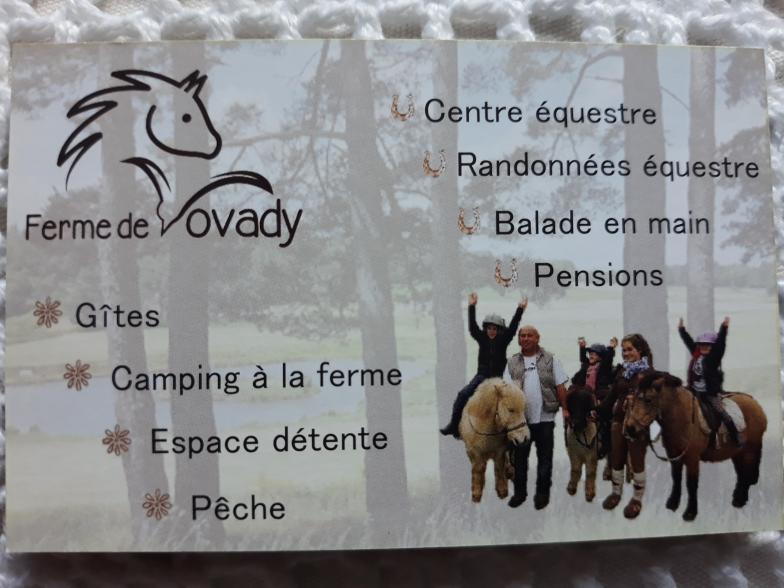 Ferme de Vovady
Centre équestre
Randonnées équestre
Balade en main
Pensions
Gîtes
Camping à la ferme
Espace détente
Pêche